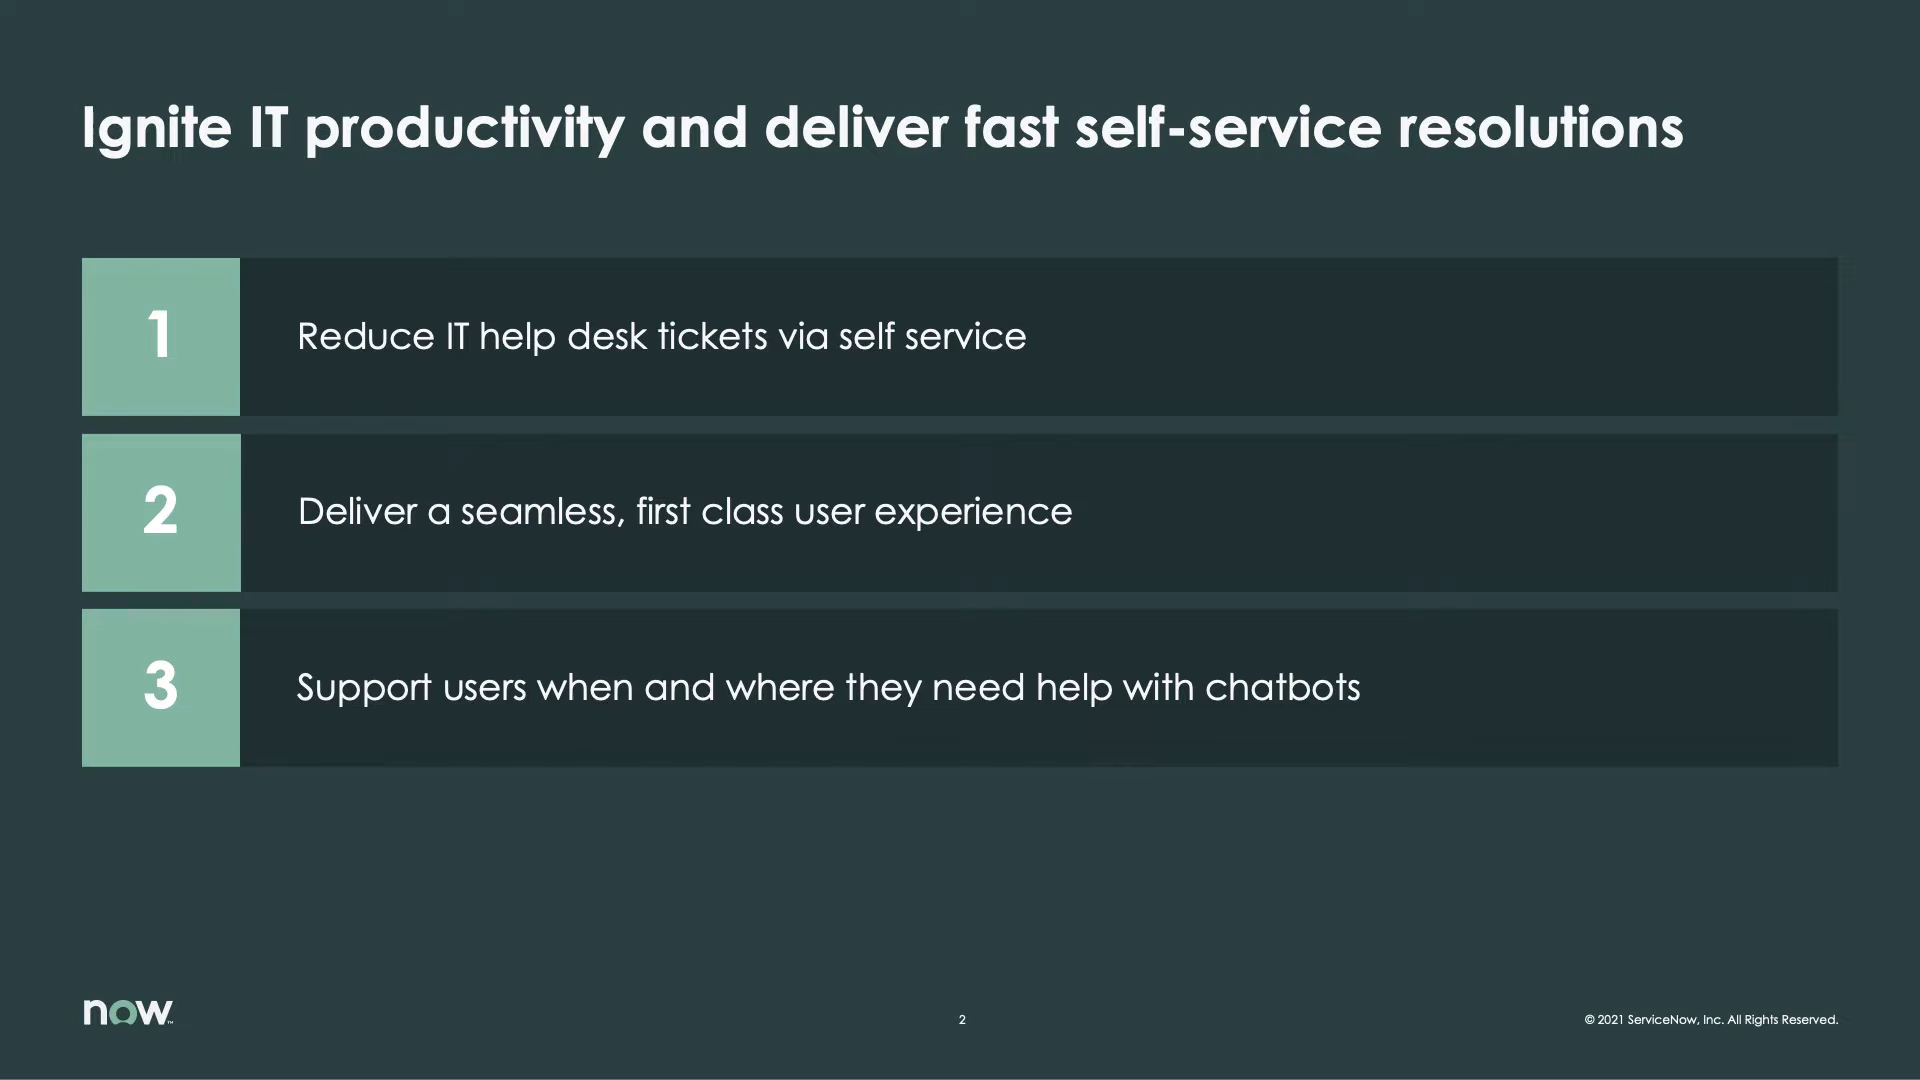 Ignite IT productivity and deliver fast self-service resolutions
1
Reduce IT help desk tickets via self service
2
Deliver a seamless, first class user experience
3
Support users when and where they need help with chatbots
now™
2
© 2021 ServiceNow, Inc. All Rights Reserved.